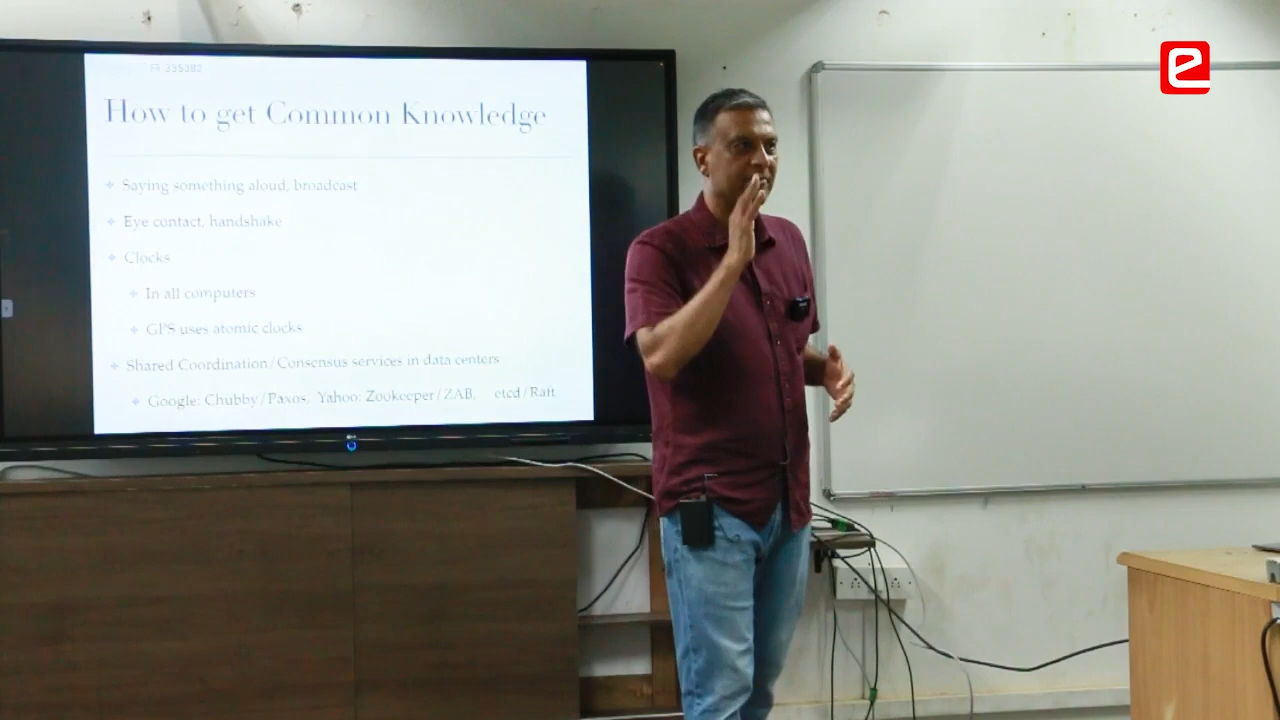 335382
How to get Common Knowledge
Saying something aloud, broadcast
Eye contact, handshake
Clocks
In all computers
GPS uses atomic clocks
Shared Coordination/Consensus services in data centers
Google: Chubby/Paxos, Yahoo: Zookeeper/ZAB, etcd/Raft
e